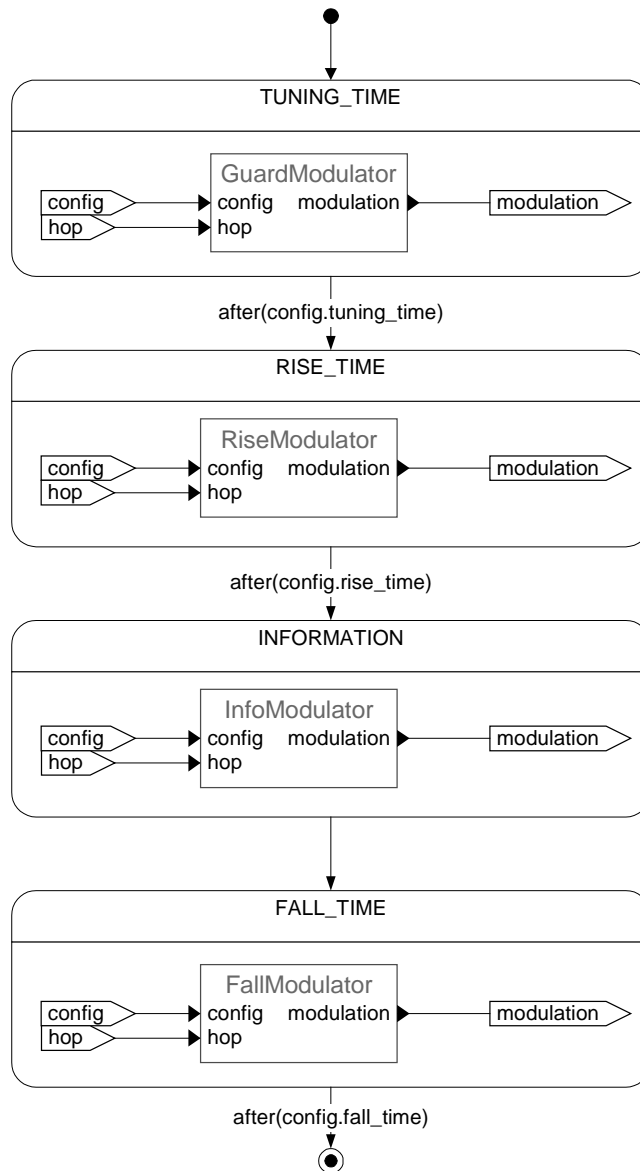 TUNING_TIME
GuardModulator
config config modulation modulation
hop hop
after(config.tuning_time)
RISE_TIME
RiseModulator
config config modulation modulation
hop hop
after(config.rise_time)
INFORMATION
InfoModulator
config config modulation modulation
hop hop
FALL_TIME
FallModulator
config config modulation modulation
hop hop
after(config.fall_time)